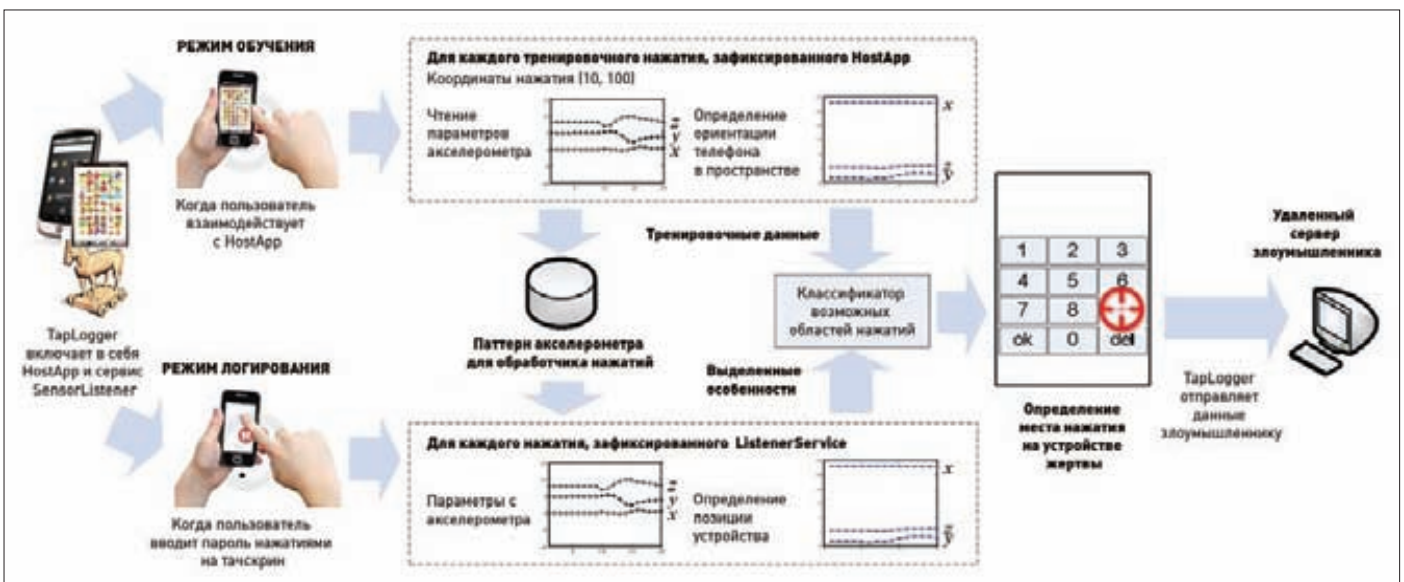 РЕЖИМ ОБУЧЕНИЯ
Когда пользователь
взаимодействует
с HostApp
TapLogger
включает в себя
HostApp и сервис
SensorListener
РЕЖИМ ЛОГИРОВАНИЯ
Когда пользователь
вводит пароль нажатиями
на тачскрин
Для каждого тренировочного нажатия, зафиксированного HostApp
Координаты нажатия (10, 100)
Чтение
параметров
акселерометра
z
y
x
Определение
ориентации
телефона
в пространстве
x
z
y
Тренировочные данные
Паттерн акселерометра
для обработчика нажатий
Классификатор
возможных
областей нажатий
Выделенные
особенности
Для каждого нажатия, зафиксированного ListenerService
Параметры с
акселерометра
z
y
x
Определение
позиции
устройства
x
z
y
1 2 3
4 5 6
7 8
ok 0 del
Определение
места нажатия
на устройстве
жертвы
Удаленный
сервер
злоумышленника
TapLogger
отправляет
данные
злоумышленнику